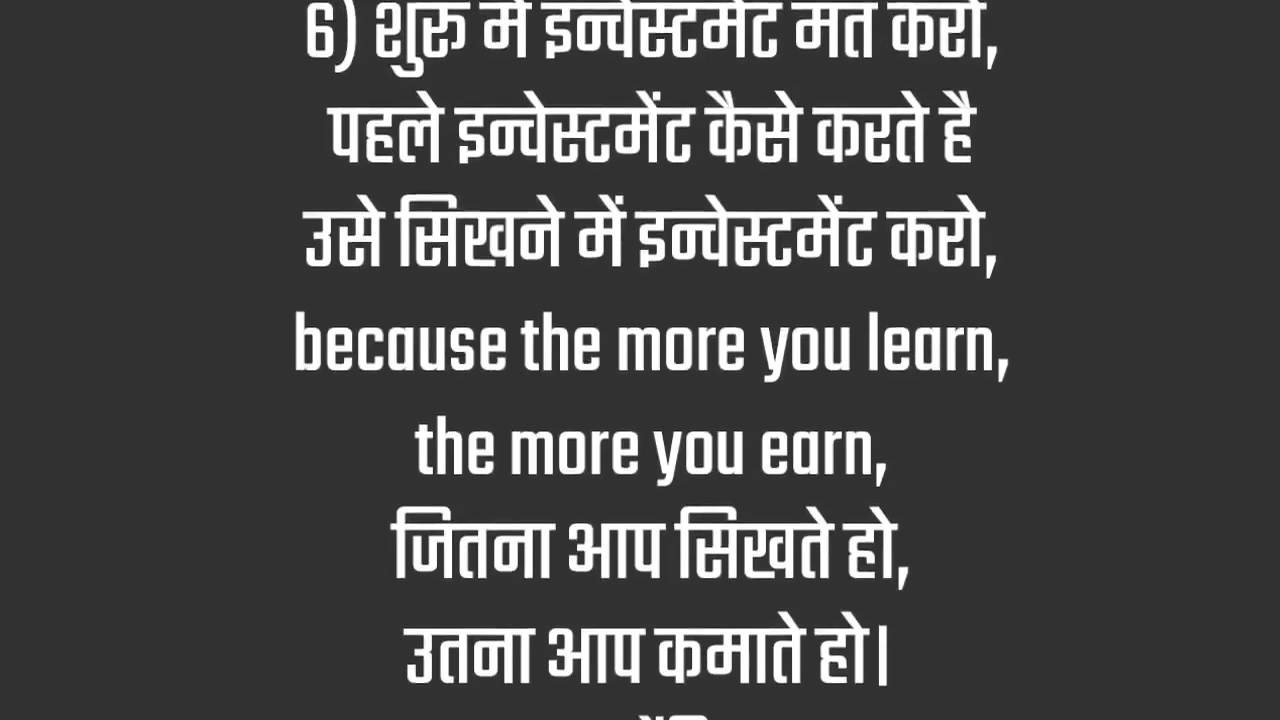 6) शुरू में इन्वेस्टमेंट मत करो,
पहले इन्वेस्टमेंट कैसे करते है
उसे सिखने में इन्वेस्टमेंट करो,
because the more you learn,
the more you earn,
जितना आप सिखते हो,
उतना आप कमाते हो।